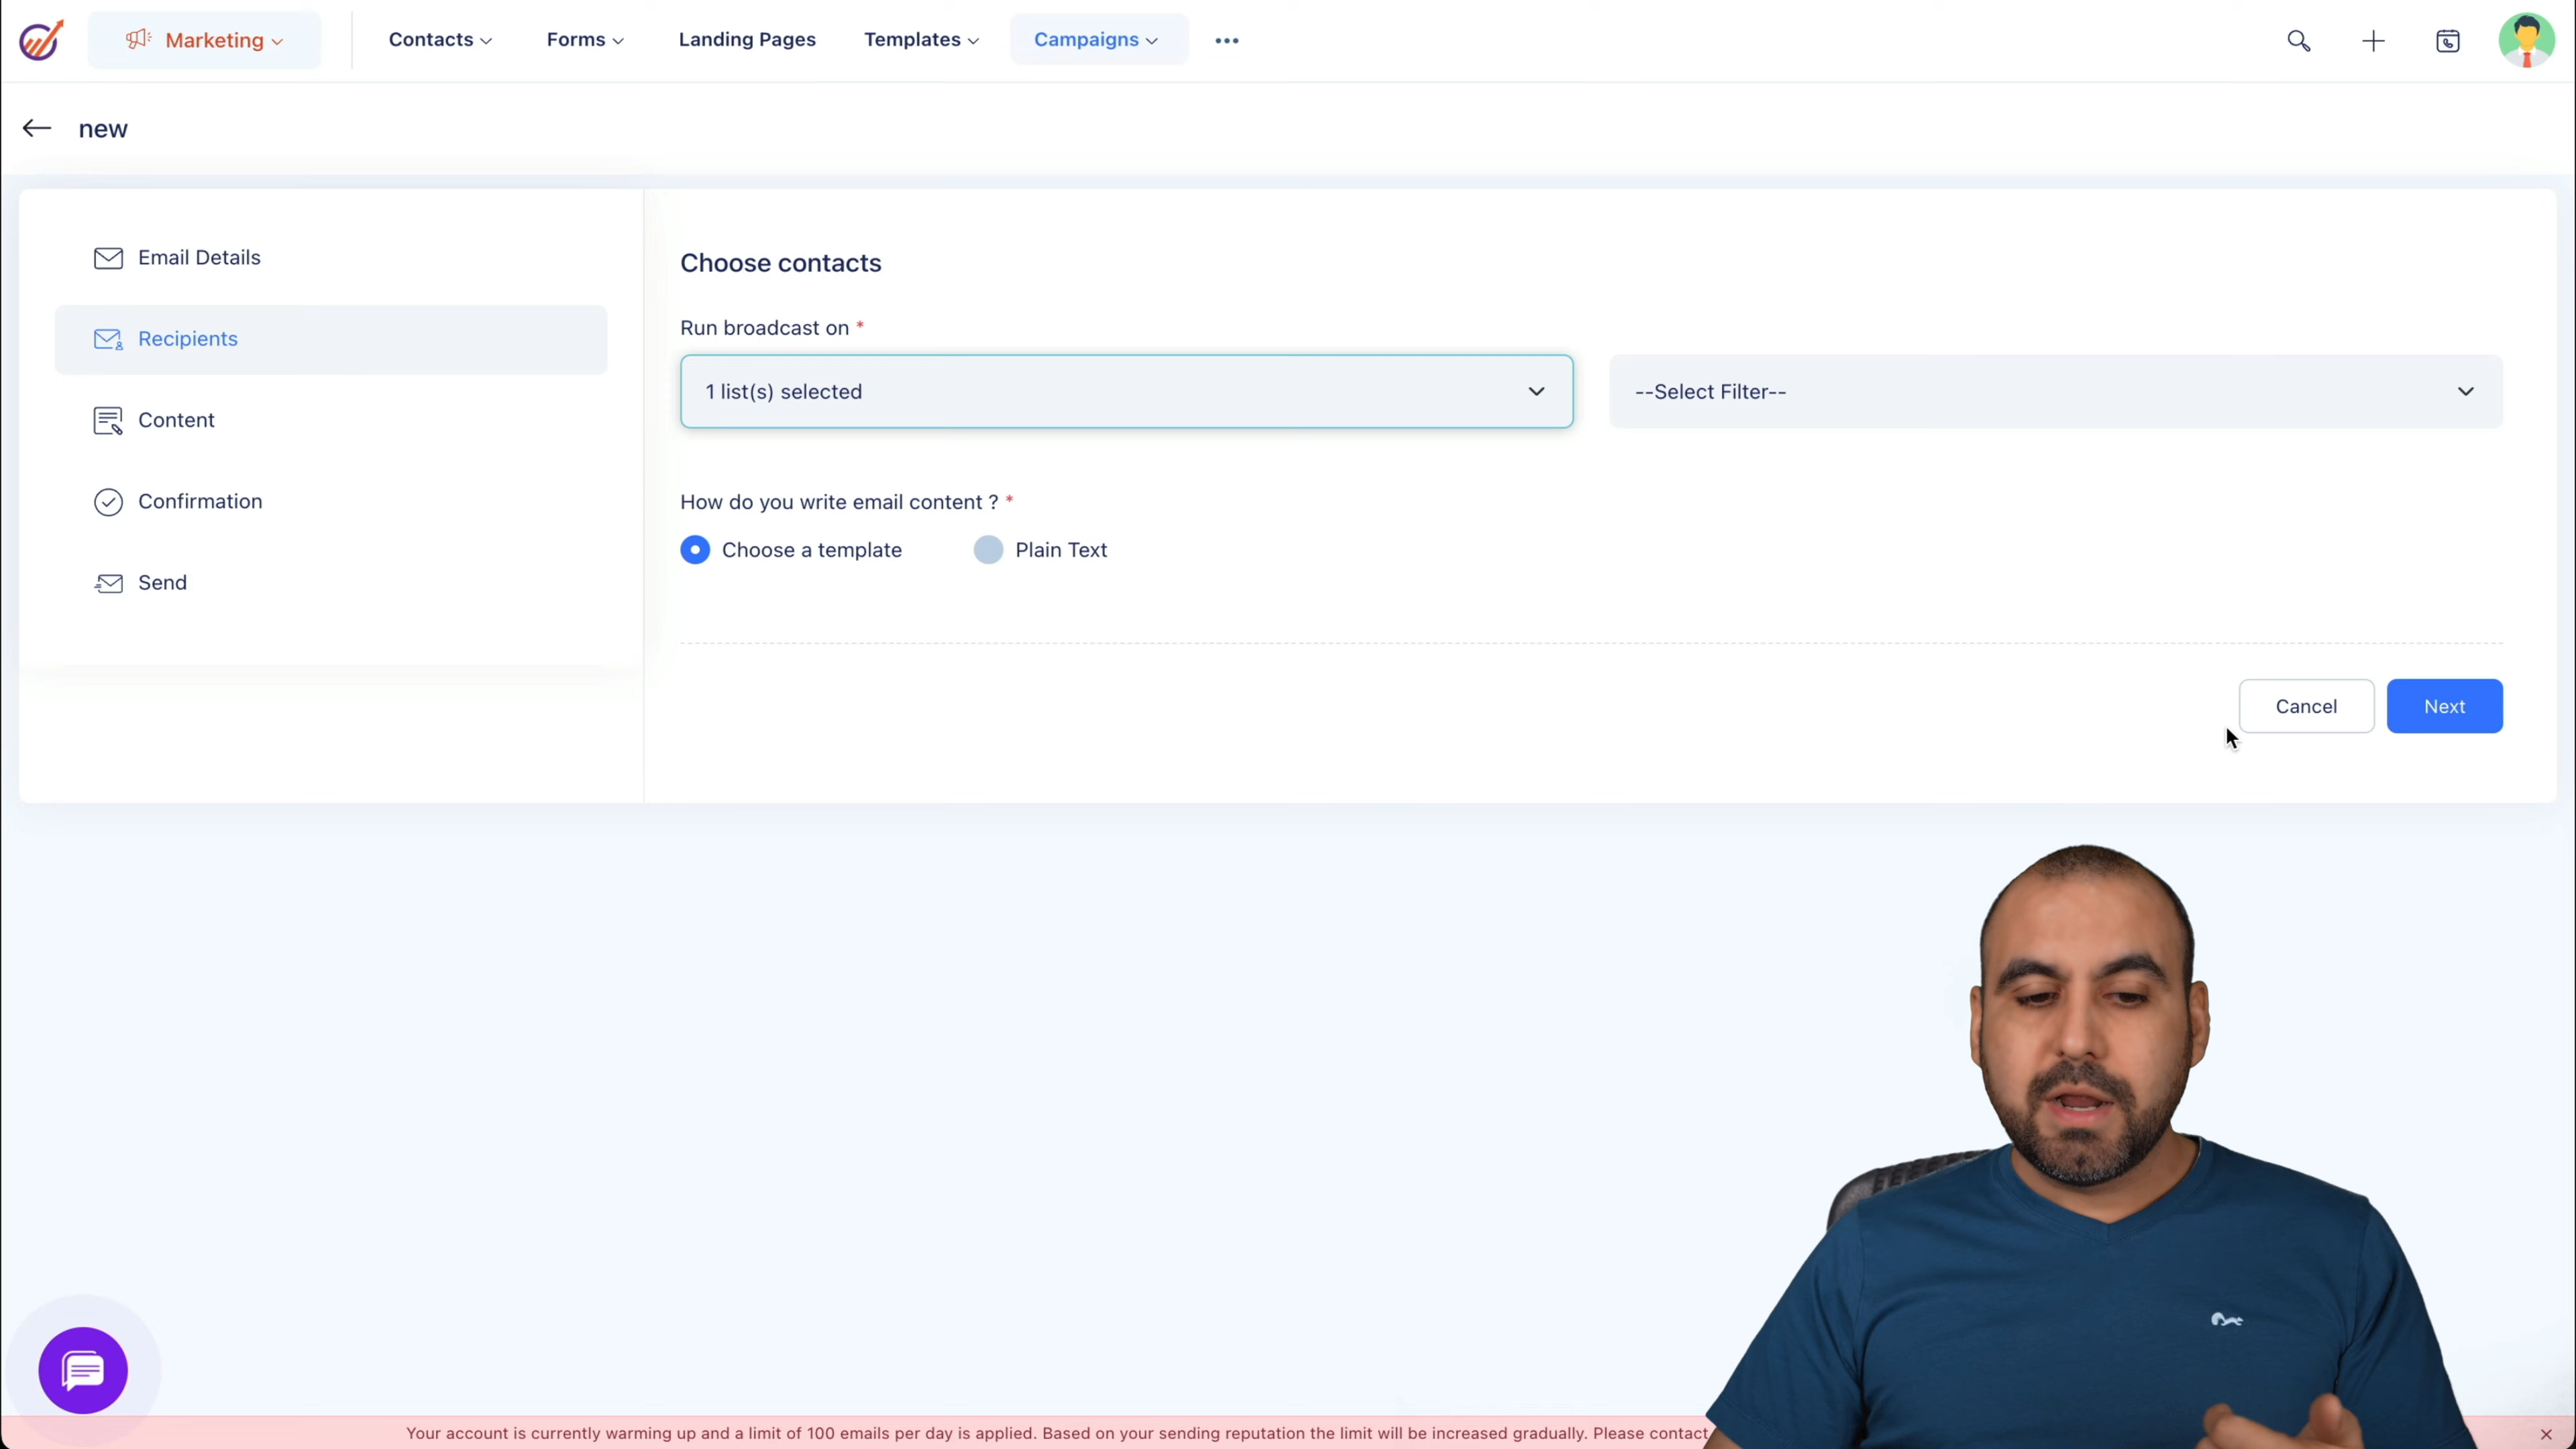 Marketing
Contacts
Forms
Landing Pages
Templates
Campaigns
new
Email Details
Recipients
Content
Confirmation
Send
Choose contacts
Run broadcast on *
1 list(s) selected
--Select Filter--
How do you write email content ? *
Choose a template
Plain Text
Cancel
Next
Your account is currently warming up and a limit of 100 emails per day is applied. Based on your sending reputation the limit will be increased gradually. Please contact